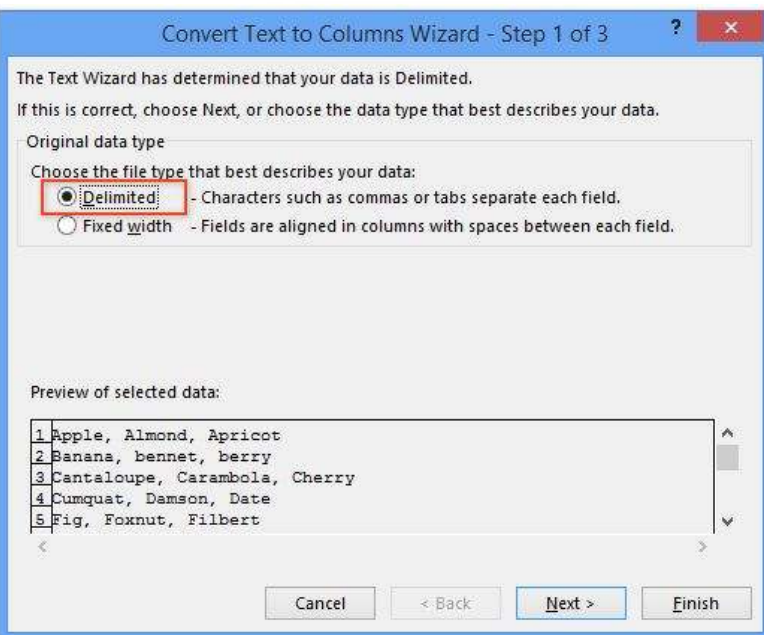 Convert Text to Columns Wizard - Step 1 of 3 ? ×
The Text Wizard has determined that your data is Delimited.
If this is correct, choose Next, or choose the data type that best describes your data.
Original data type
Choose the file type that best describes your data:
Delimited - Characters such as commas or tabs separate each field.
Fixed width - Fields are aligned in columns with spaces between each field.
Preview of selected data:
1 Apple, Almond, Apricot
2 Banana, bennet, berry
3 Cantaloupe, Carambola, Cherry
4 Cumquat, Damson, Date
5 Fig, Foxnut, Filbert
Cancel < Back Next > Finish